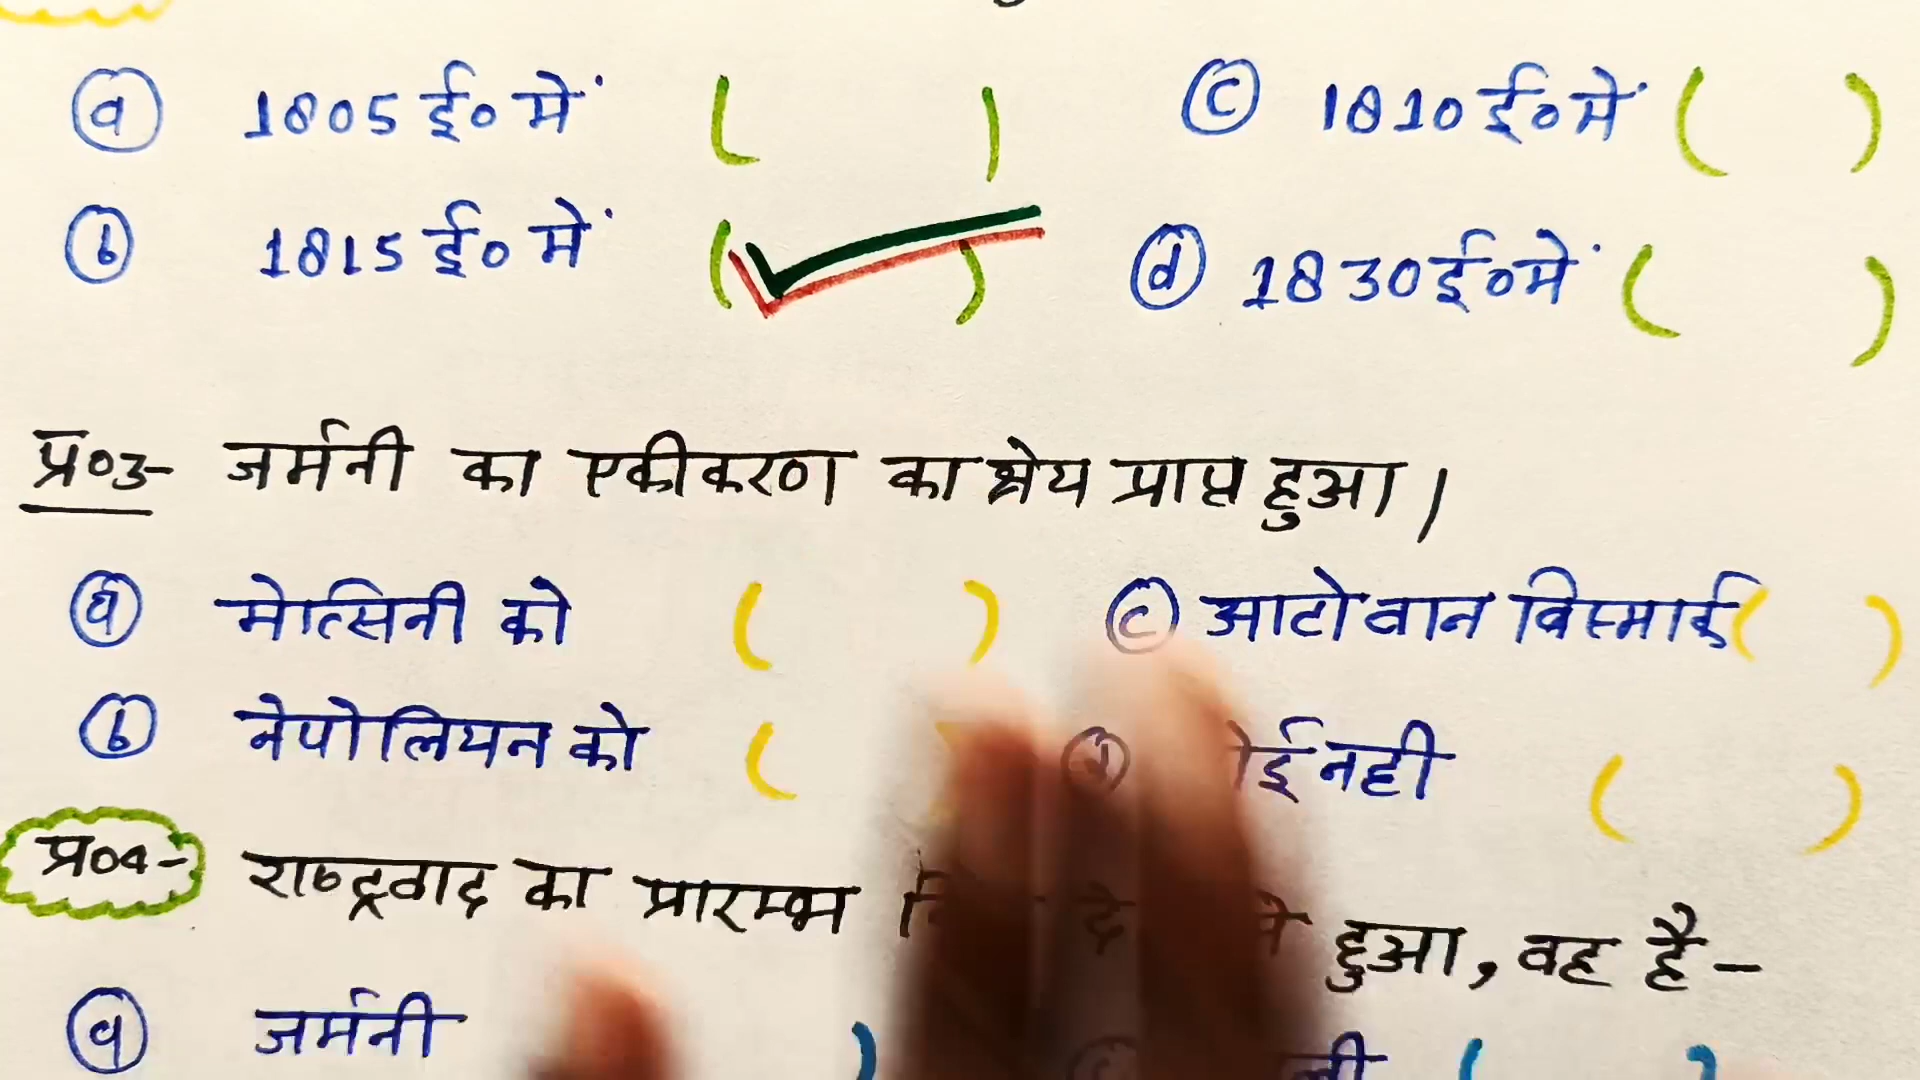 a 1805 ई० में ( ) c 1810 ई० में ( )
b 1815 ई० में ( ✓ ) d 1830 ई० में ( )
प्र०3- जर्मनी का एकीकरण का श्रेय प्राप्त हुआ।
a मेत्सिनी को ( ) c आटो वान विस्मार्क ( )
b नेपोलियन को ( d ई नही ( )
प्र०4- राष्ट्रवाद का प्रारम्भ हुआ, वह है -
a जर्मनी ) (